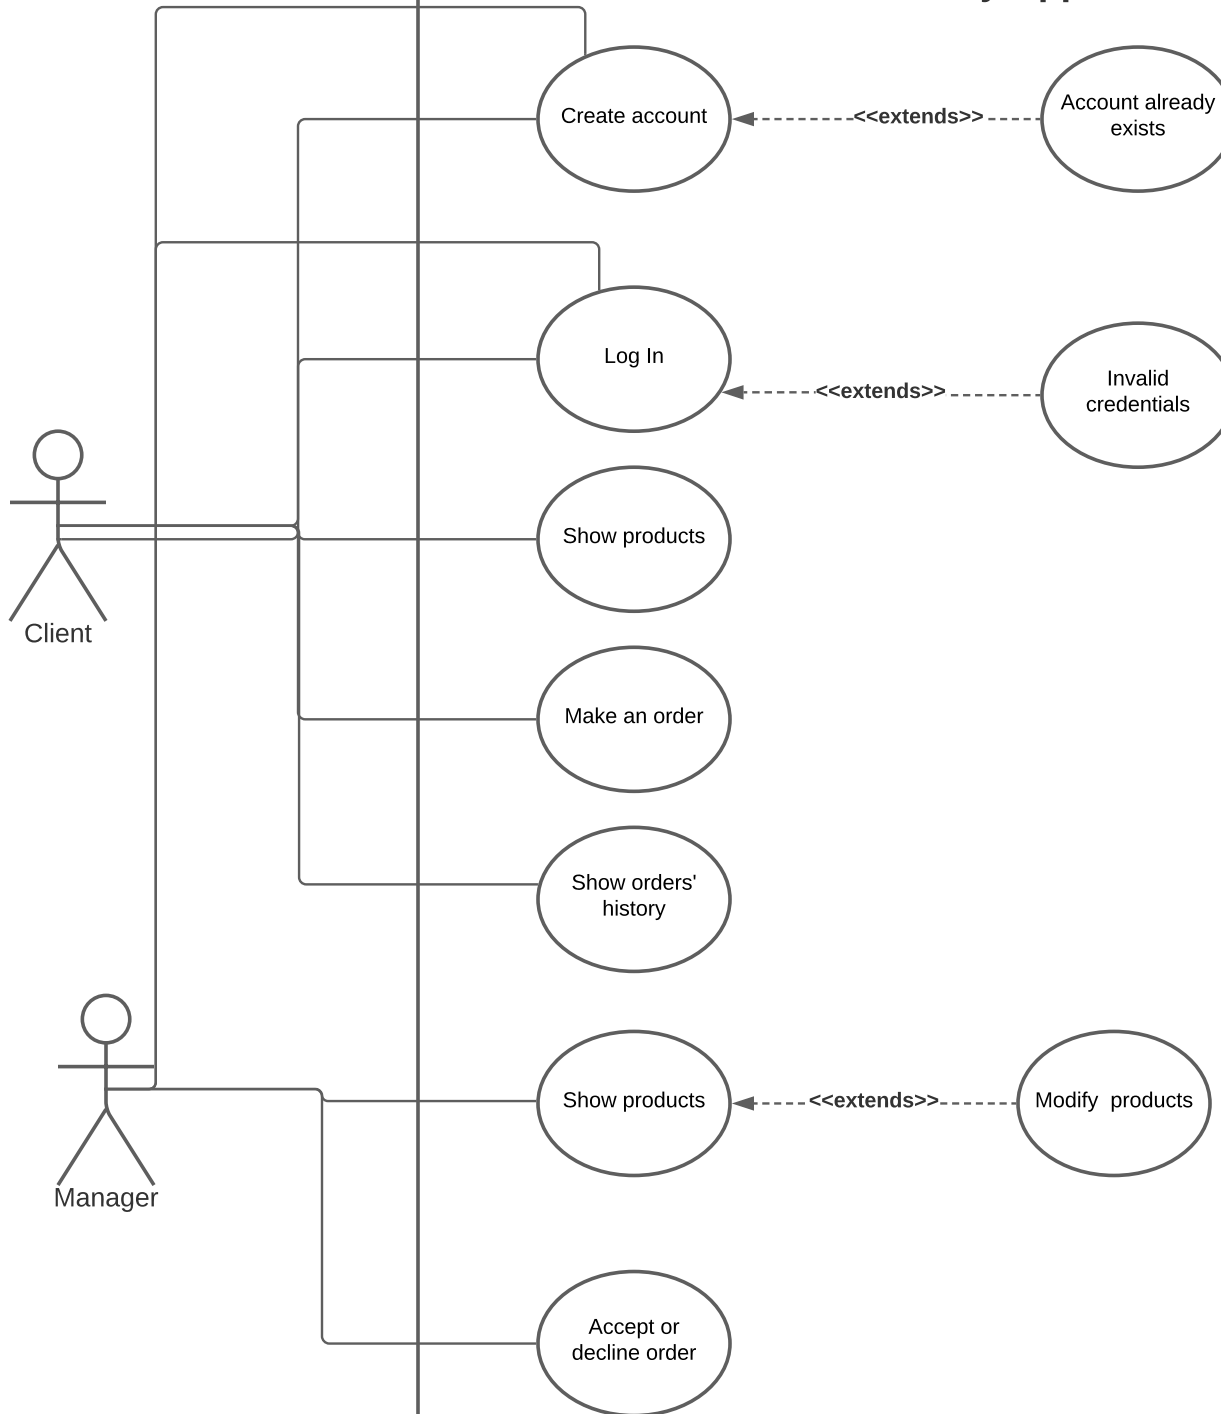 Create account
<<extends>>
Account already
exists
Log In
<<extends>>
Invalid
credentials
Show products
Client
Make an order
Show orders'
history
Show products
<<extends>>
Modify  products
Manager
Accept or
decline order